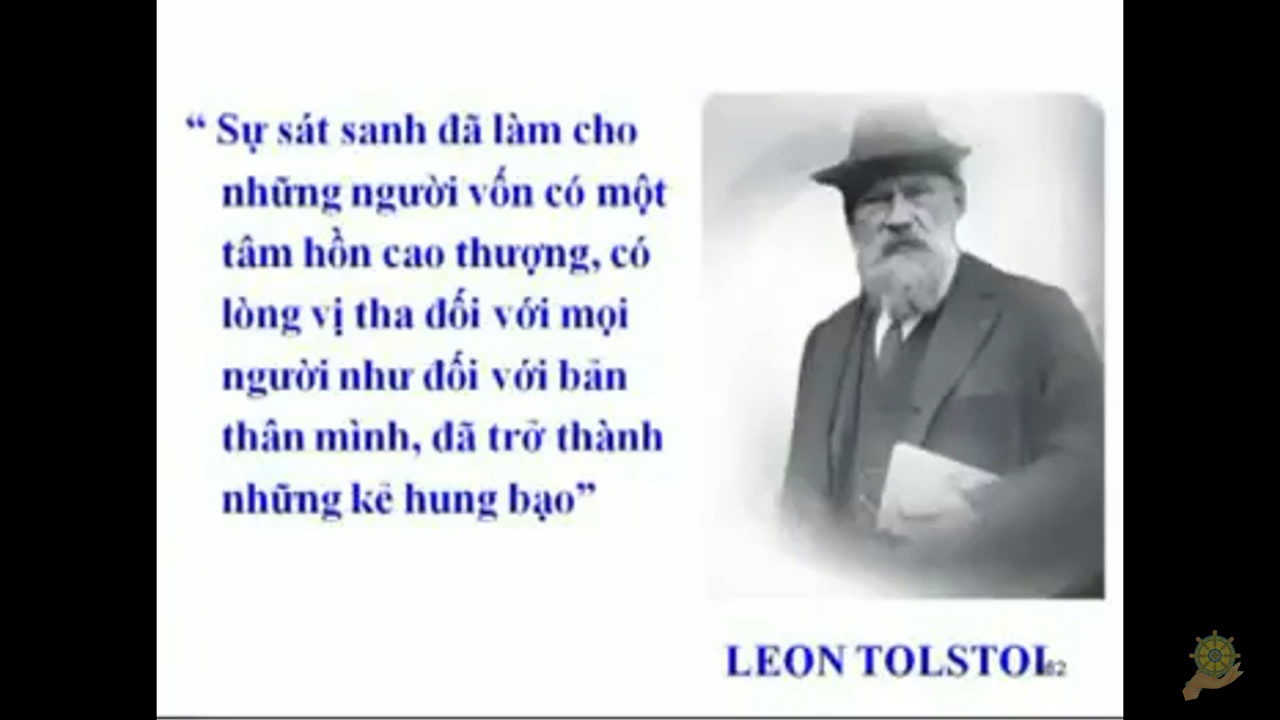 “ Sự sát sanh đã làm cho
những người vốn có một
tâm hồn cao thượng, có
lòng vị tha đối với mọi
người như đối với bản
thân mình, đã trở thành
những kẻ hung bạo”
LEON TOLSTOI
62